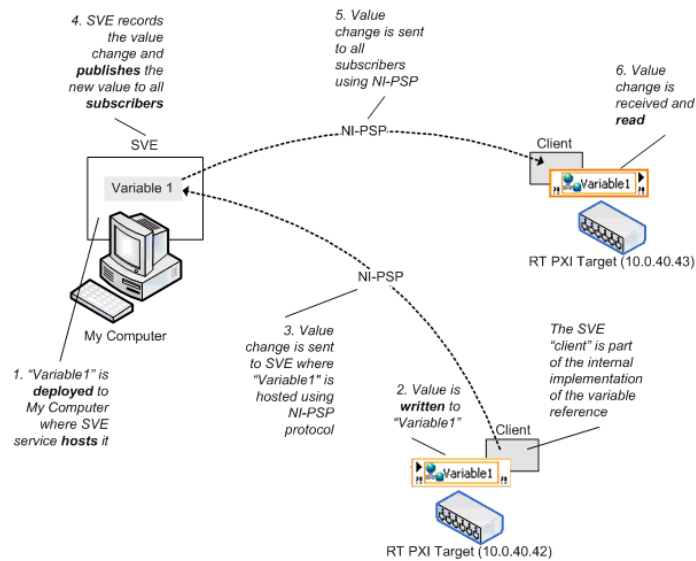 4. SVE records
the value
change and
publishes the
new value to all
subscribers
5. Value
change is sent
to all
subscribers
using NI-PSP
6. Value
change is
received and
read
SVE
NI-PSP
Client
Variable 1
Variable1
RT PXI Target (10.0.40.43)
NI-PSP
My Computer
1. "Variable1" is
deployed to
My Computer
where SVE
service hosts it
3. Value
change is sent
to SVE where
"Variable1" is
hosted using
NI-PSP
protocol
The SVE
"client" is part
of the internal
implementation
of the variable
reference
2. Value is
written to
"Variable1"
Client
Variable1
RT PXI Target (10.0.40.42)